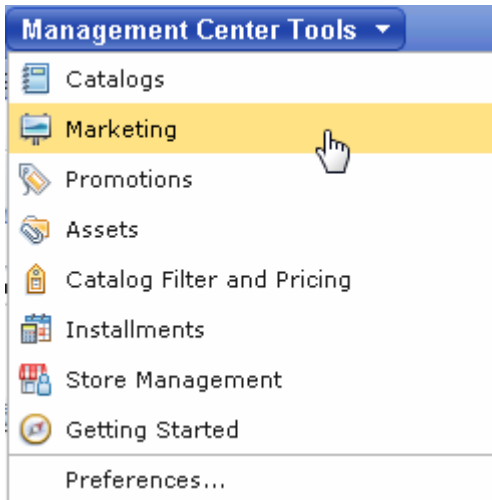 Management Center Tools
Catalogs
Marketing
Promotions
Assets
Catalog Filter and Pricing
Installments
Store Management
Getting Started
Preferences...